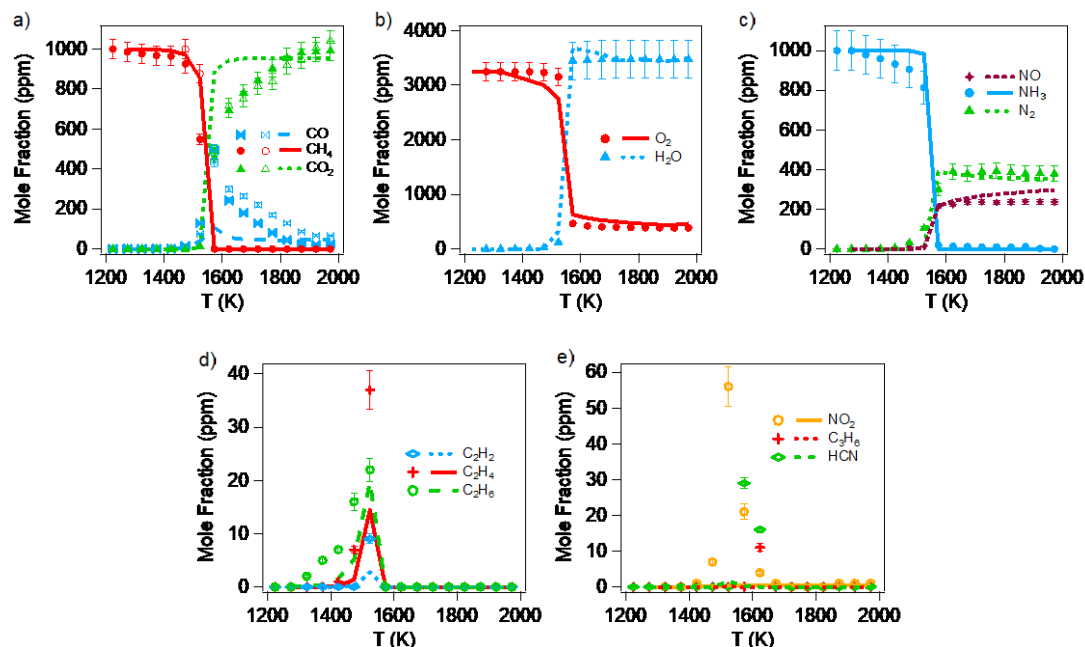 a)
Mole Fraction (ppm)
1000
800
600
400
200
0
CO
CH4
CO2
1200 1400 1600 1800 2000
T (K)
b)
Mole Fraction (ppm)
4000
3000
2000
1000
0
O2
H2O
1200 1400 1600 1800 2000
T (K)
c)
Mole Fraction (ppm)
1000
800
600
400
200
0
NO
NH3
N2
1200 1400 1600 1800 2000
T (K)
d)
Mole Fraction (ppm)
40
30
20
10
0
C2H2
C2H4
C2H6
1200 1400 1600 1800 2000
T (K)
e)
Mole Fraction (ppm)
60
50
40
30
20
10
0
NO2
C3H6
HCN
1200 1400 1600 1800 2000
T (K)